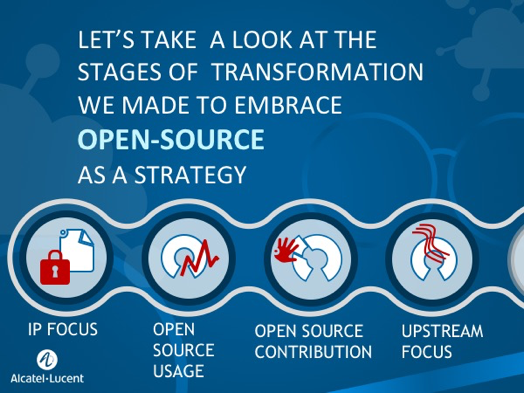 LET'S TAKE A LOOK AT THE
STAGES OF TRANSFORMATION
WE MADE TO EMBRACE
OPEN-SOURCE
AS A STRATEGY
IP FOCUS
OPEN
SOURCE
USAGE
OPEN SOURCE
CONTRIBUTION
UPSTREAM
FOCUS
Alcatel·Lucent